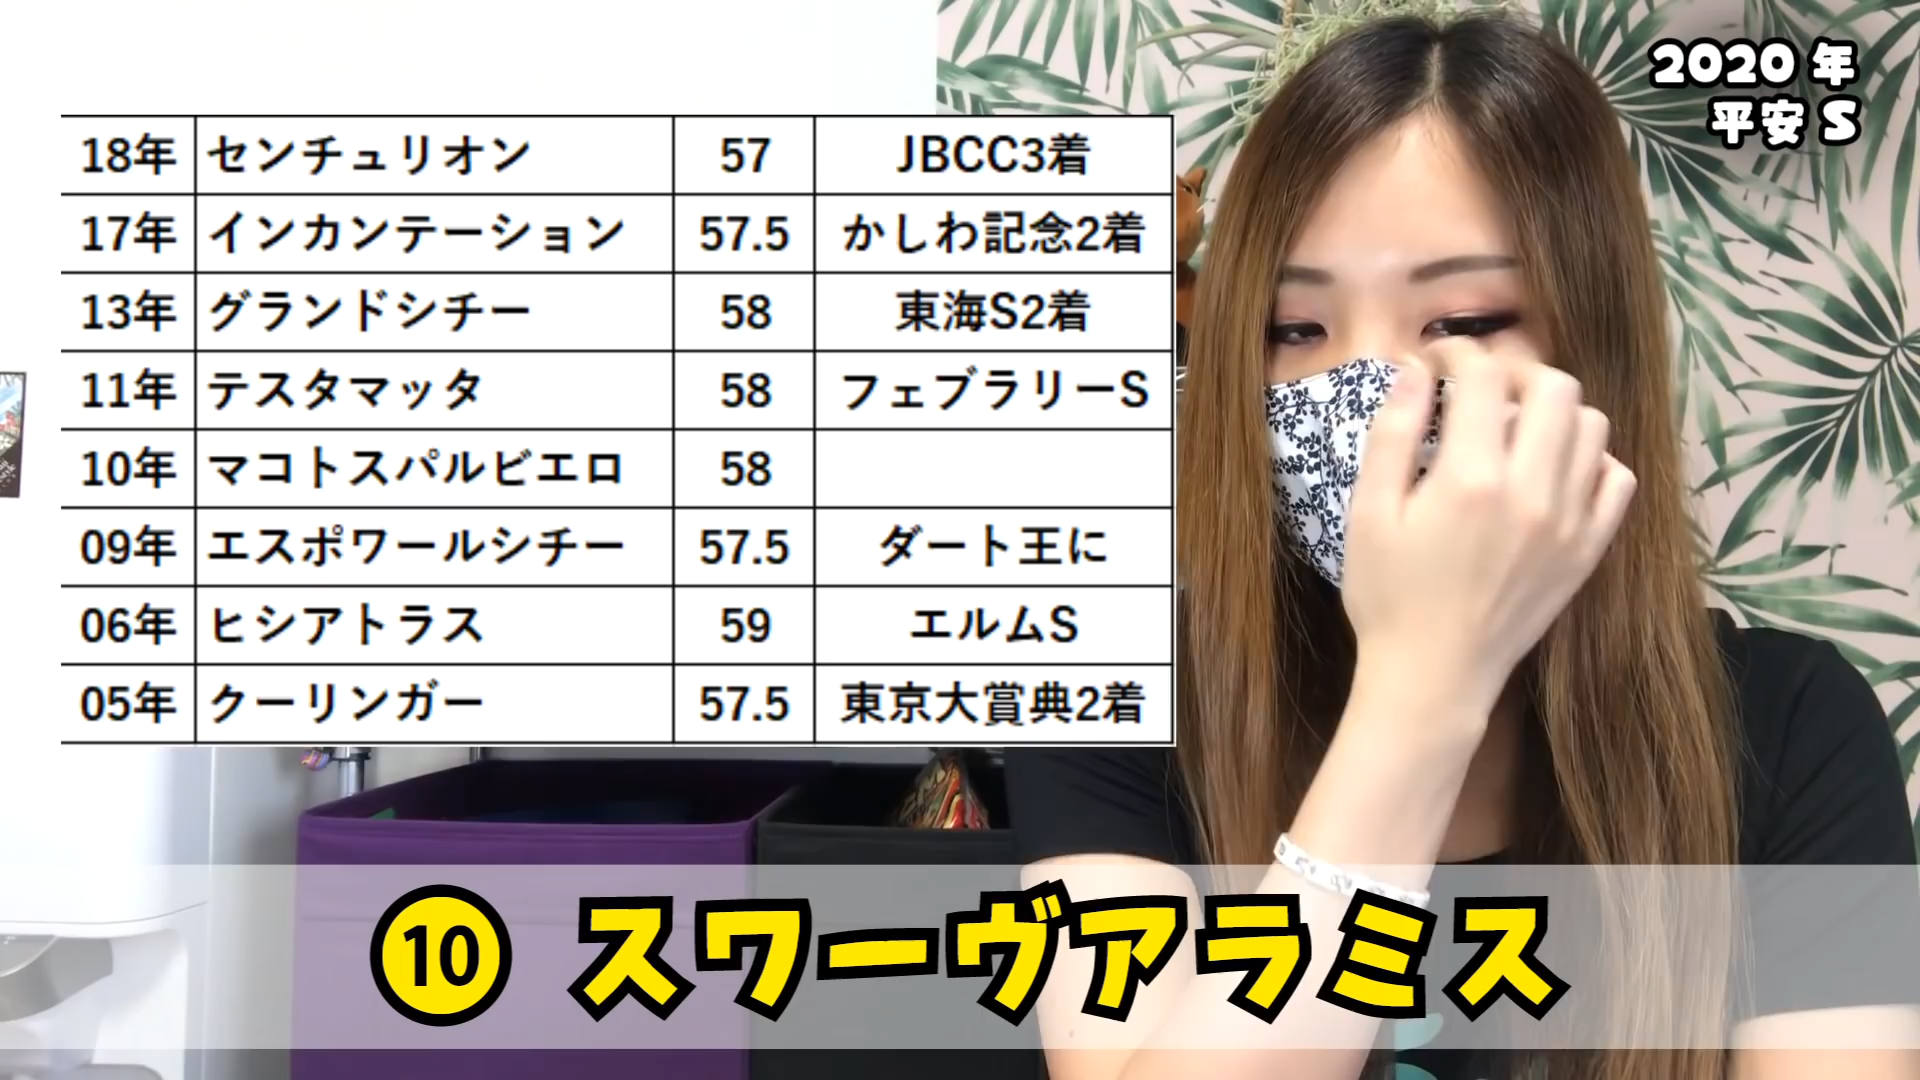 2020年
平安S
18年 センチュリオン 57 JBCC3着
17年 インカンテーション 57.5 かしわ記念2着
13年 グランドシチー 58 東海S2着
11年 テスタマッタ 58 フェブラリーS
10年 マコトスパルビエロ 58
09年 エスポワールシチー 57.5 ダート王に
06年 ヒシアトラス 59 エルムS
05年 クーリンガー 57.5 東京大賞典2着
10 スワーヴアラミス